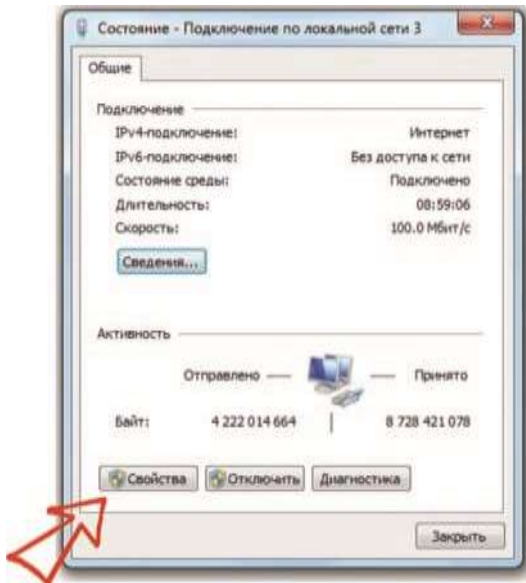 Состояние - Подключение по локальной сети 3
Общие
Подключение
IPv4-подключение: Интернет
IPv6-подключение: Без доступа к сети
Состояние среды: Подключено
Длительность: 08:59:06
Скорость: 100.0 Мбит/с
Сведения...
Активность
Отправлено Принято
Байт: 4 222 014 664 8 728 421 078
Свойства Отключить Диагностика
Закрыть